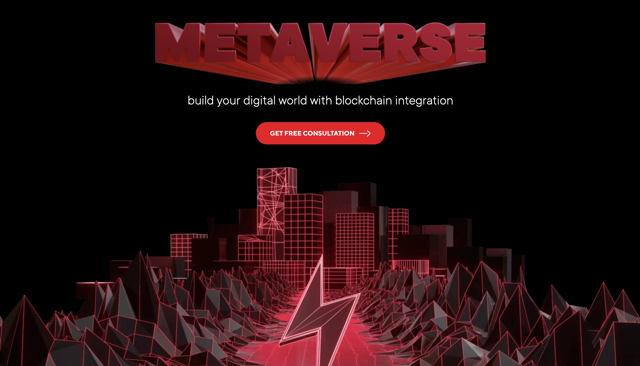 METAVERSE
build your digital world with blockchain integration
GET FREE CONSULTATION